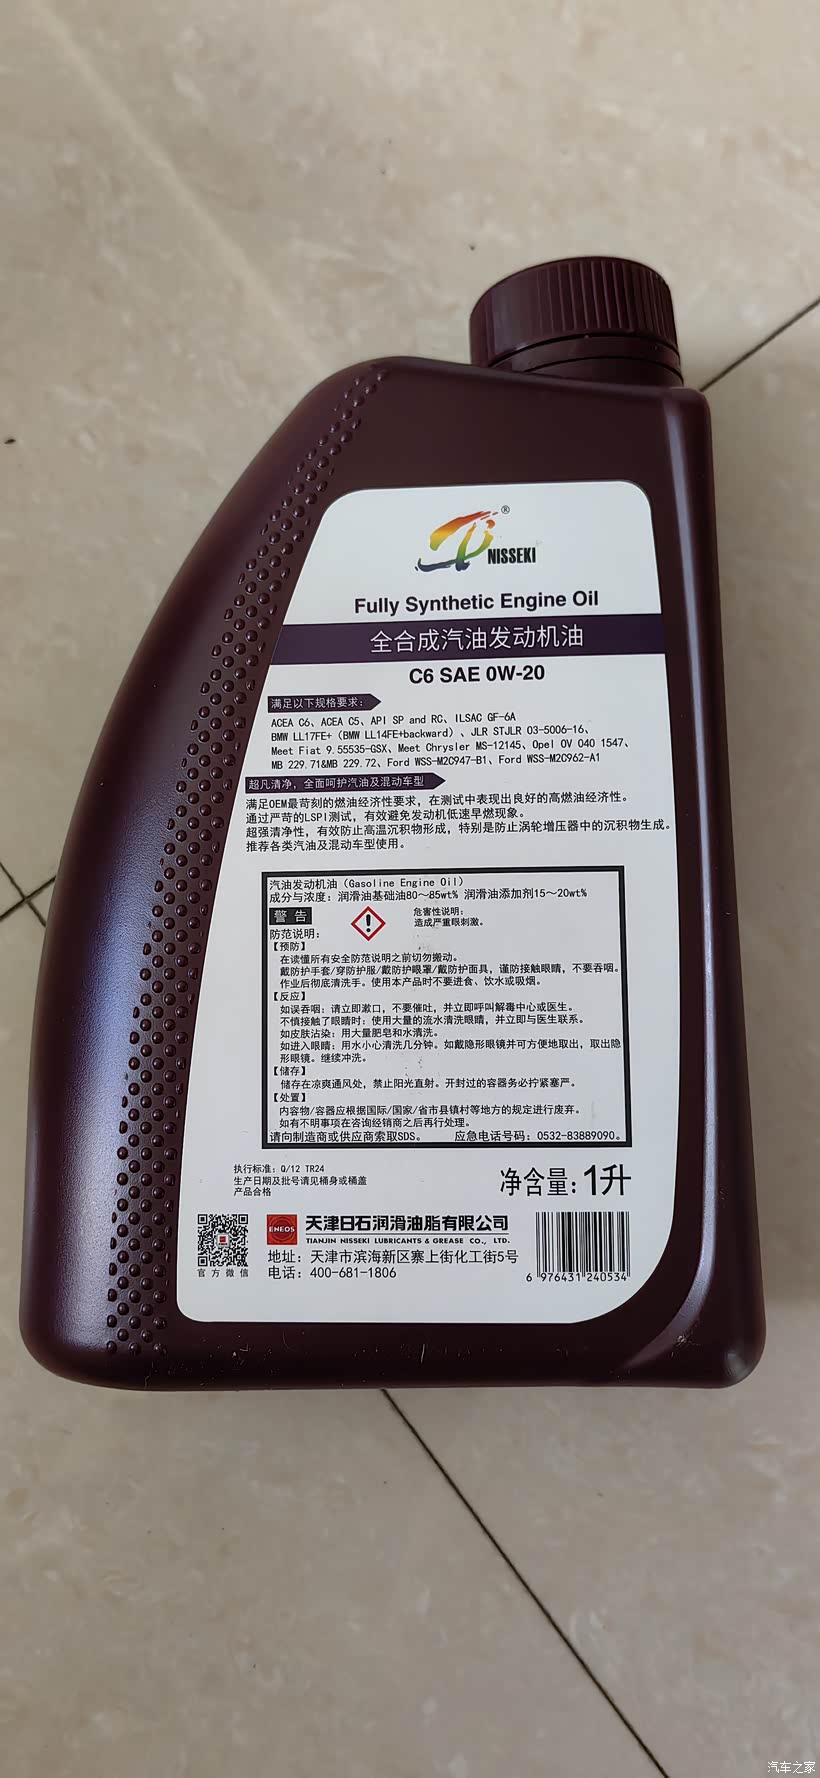 ®
NISSEKI
Fully Synthetic Engine Oil
全合成汽油发动机油
C6 SAE 0W-20
满足以下规格要求：
ACEA C6、ACEA C5、API SP and RC、ILSAC GF-6A
BMW LL17FE+（BMW LL14FE+backward）、JLR STJLR 03-5006-16、
Meet Fiat 9.55535-GSX、Meet Chrysler MS-12145、Opel OV 040 1547、
MB 229.71&MB 229.72、Ford WSS-M2C947-B1、Ford WSS-M2C962-A1
超凡清净，全面呵护汽油及混动车型
满足OEM最苛刻的燃油经济性要求，在测试中表现出良好的高燃油经济性。
通过严苛的LSPI测试，有效避免发动机低速早燃现象。
超强清净性，有效防止高温沉积物形成，特别是防止涡轮增压器中的沉积物生成。
推荐各类汽油及混动车型使用。
汽油发动机油（Gasoline Engine Oil）
成分与浓度：润滑油基础油80～85wt% 润滑油添加剂15～20wt%
警告
危害性说明：
造成严重眼刺激。
防范说明：
【预防】
在读懂所有安全防范说明之前切勿搬动。
戴防护手套/穿防护服/戴防护眼罩/戴防护面具，谨防接触眼睛，不要吞咽。
作业后彻底清洗手。使用本产品时不要进食、饮水或吸烟。
【反应】
如误吞咽：请立即漱口，不要催吐，并立即呼叫解毒中心或医生。
不慎接触了眼睛时：使用大量的流水清洗眼睛，并立即与医生联系。
如皮肤沾染：用大量肥皂和水清洗。
如进入眼睛：用水小心清洗几分钟。如戴隐形眼镜并可方便地取出，取出隐
形眼镜。继续冲洗。
【储存】
储存在凉爽通风处，禁止阳光直射。开封过的容器务必拧紧塞严。
【处置】
内容物/容器应根据国际/国家/省市县镇村等地方的规定进行废弃。
如有不明事项在咨询经销商之后再行处理。
请向制造商或供应商索取SDS。 应急电话号码：0532-83889090。
执行标准：Q/12 TR24
生产日期及批号请见桶身或桶盖
产品合格
净含量：1升
官方微信
ENEOS
天津日石润滑油脂有限公司
TIANJIN NISSEKI LUBRICANTS & GREASE CO., LTD.
地址：天津市滨海新区寨上街化工街5号
电话：400-681-1806
6 976431 240534
汽车之家